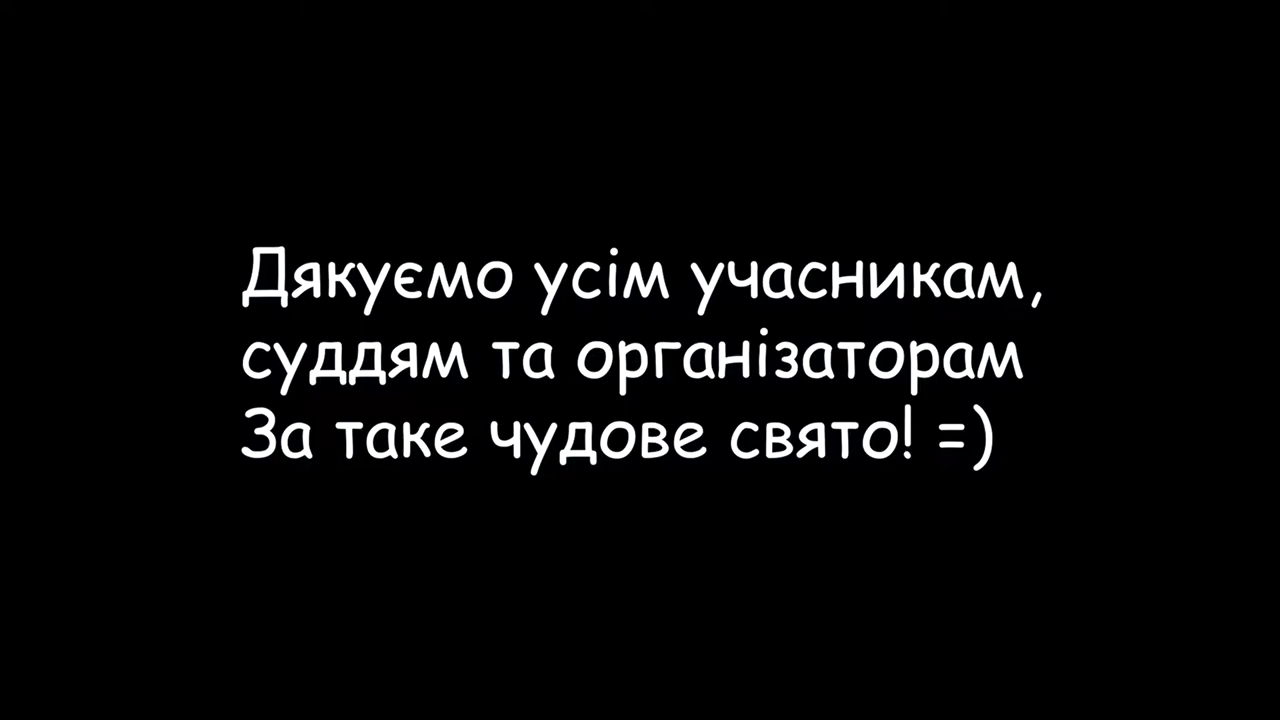 Дякуємо усім учасникам,
суддям та організаторам
За таке чудове свято! =)